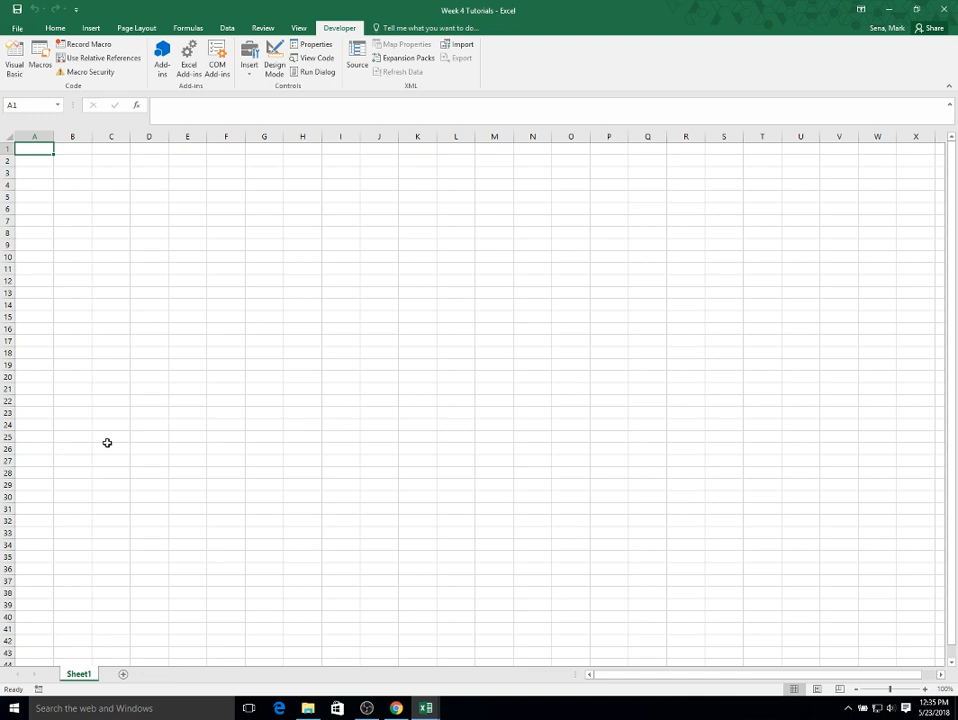 Week 4 Tutorials - Excel
File Home Insert Page Layout Formulas Data Review View Developer Tell me what you want to do... Sena, Mark Share
Visual Basic
Macros
Record Macro
Use Relative References
Macro Security
Code
Add-ins
Excel Add-ins
COM Add-ins
Add-ins
Insert
Design Mode
Properties
View Code
Run Dialog
Controls
Source
Map Properties
Expansion Packs
Refresh Data
Import
Export
XML
A1 fx
A B C D E F G H I J K L M N O P Q R S T U V W X
1
2
3
4
5
6
7
8
9
10
11
12
13
14
15
16
17
18
19
20
21
22
23
24
25
26
27
28
29
30
31
32
33
34
35
36
37
38
39
40
41
42
43
44
Sheet1
Ready 100%
Search the web and Windows
12:35 PM
5/23/2018